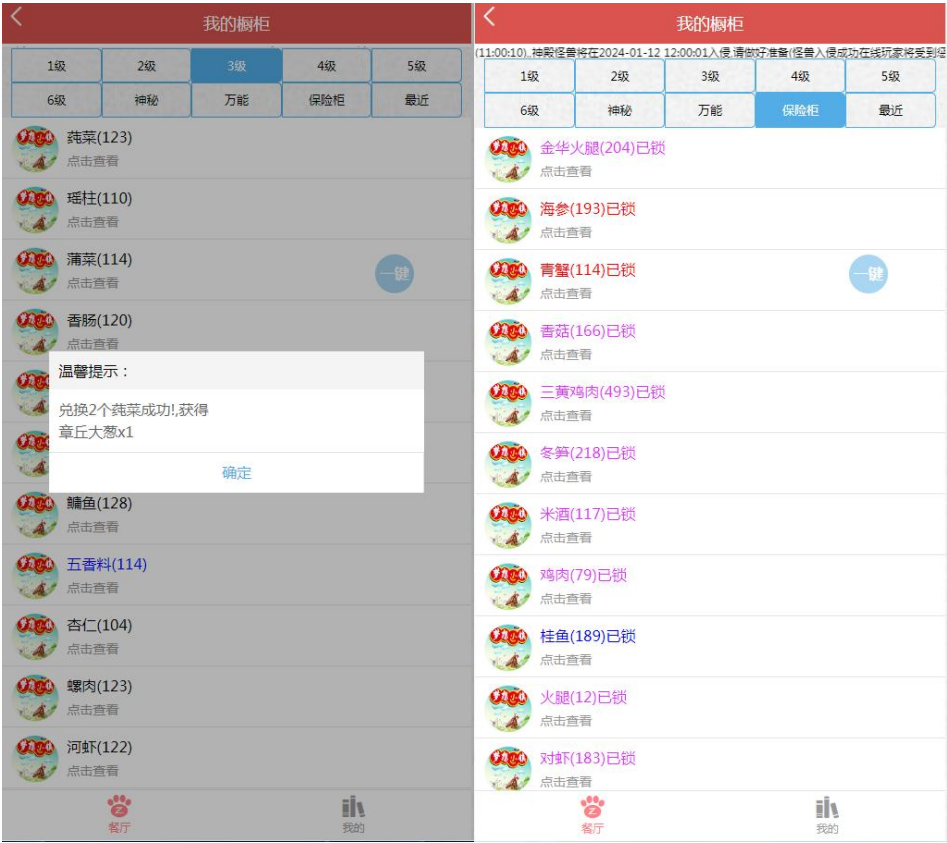 我的橱柜
1级 2级 3级 4级 5级
6级 神秘 万能 保险柜 最近
莼菜(123)
点击查看
瑶柱(110)
点击查看
蒲菜(114)
点击查看
一键
香肠(120)
点击查看
温馨提示：
兑换2个莼菜成功!,获得
章丘大葱x1
确定
鳙鱼(128)
点击查看
五香料(114)
点击查看
杏仁(104)
点击查看
螺肉(123)
点击查看
河虾(122)
点击查看
餐厅 我的
我的橱柜
(11:00:10),神殿怪兽将在2024-01-12 12:00:01入侵,请做好准备(怪兽入侵成功在线玩家将受到
1级 2级 3级 4级 5级
6级 神秘 万能 保险柜 最近
金华火腿(204)已锁
点击查看
海参(193)已锁
点击查看
青蟹(114)已锁
点击查看
一键
香菇(166)已锁
点击查看
三黄鸡肉(493)已锁
点击查看
冬笋(218)已锁
点击查看
米酒(117)已锁
点击查看
鸡肉(79)已锁
点击查看
桂鱼(189)已锁
点击查看
火腿(12)已锁
点击查看
对虾(183)已锁
点击查看
餐厅 我的